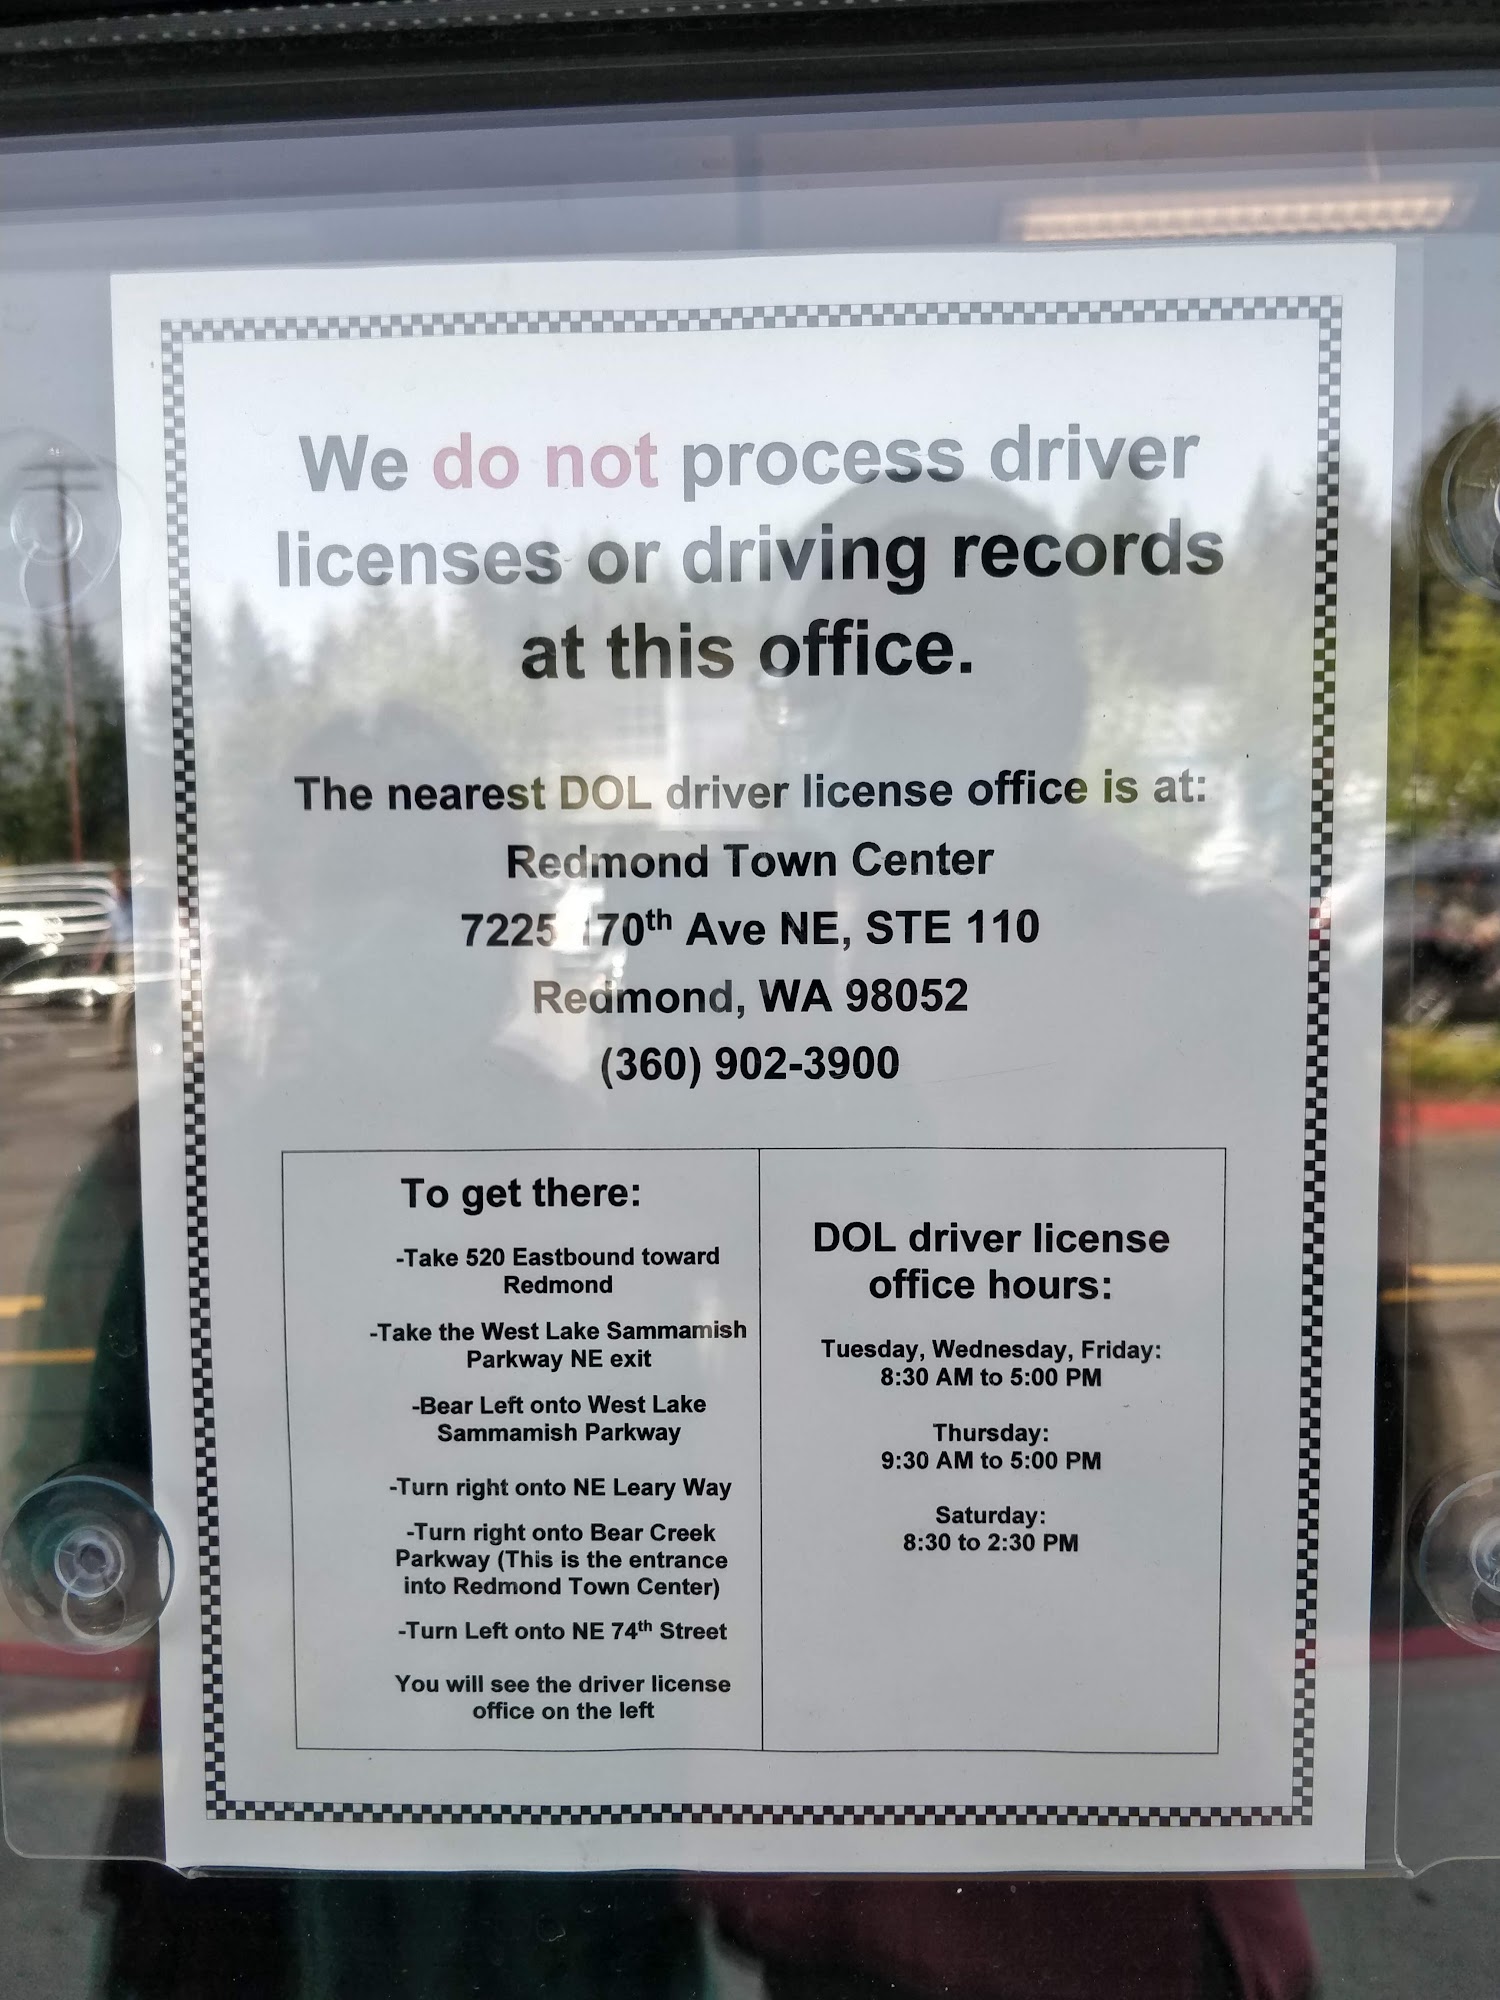 We do not process driver
licenses or driving records
at this office.
The nearest DOL driver license office is at:
Redmond Town Center
7225 170th Ave NE, STE 110
Redmond, WA 98052
(360) 902-3900
To get there:
-Take 520 Eastbound toward
Redmond
-Take the West Lake Sammamish
Parkway NE exit
-Bear Left onto West Lake
Sammamish Parkway
-Turn right onto NE Leary Way
-Turn right onto Bear Creek
Parkway (This is the entrance
into Redmond Town Center)
-Turn Left onto NE 74th Street
You will see the driver license
office on the left
DOL driver license
office hours:
Tuesday, Wednesday, Friday:
8:30 AM to 5:00 PM
Thursday:
9:30 AM to 5:00 PM
Saturday:
8:30 to 2:30 PM